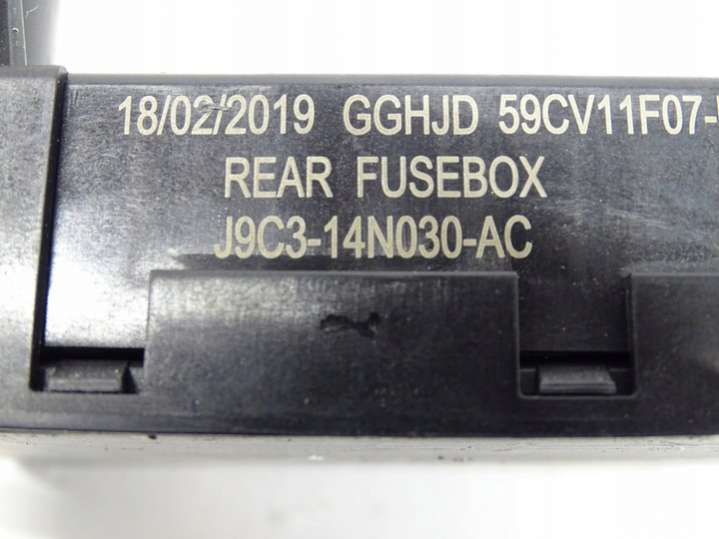 18/02/2019 GGHJD 59CV11F07-
REAR FUSEBOX
J9C3-14N030-AC